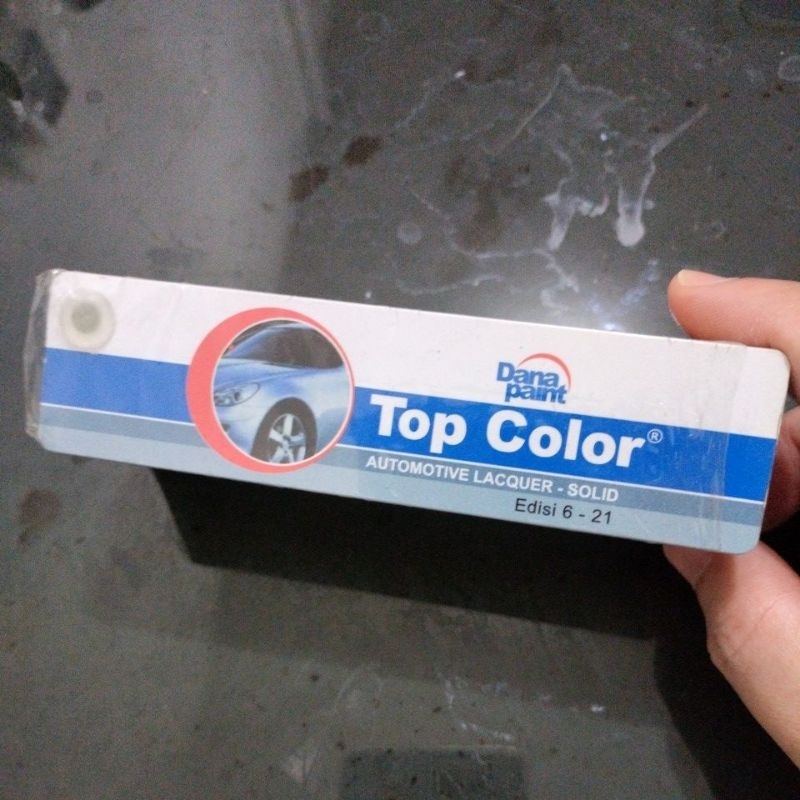 Dana
paint
Top Color®
AUTOMOTIVE LACQUER - SOLID
Edisi 6 - 21